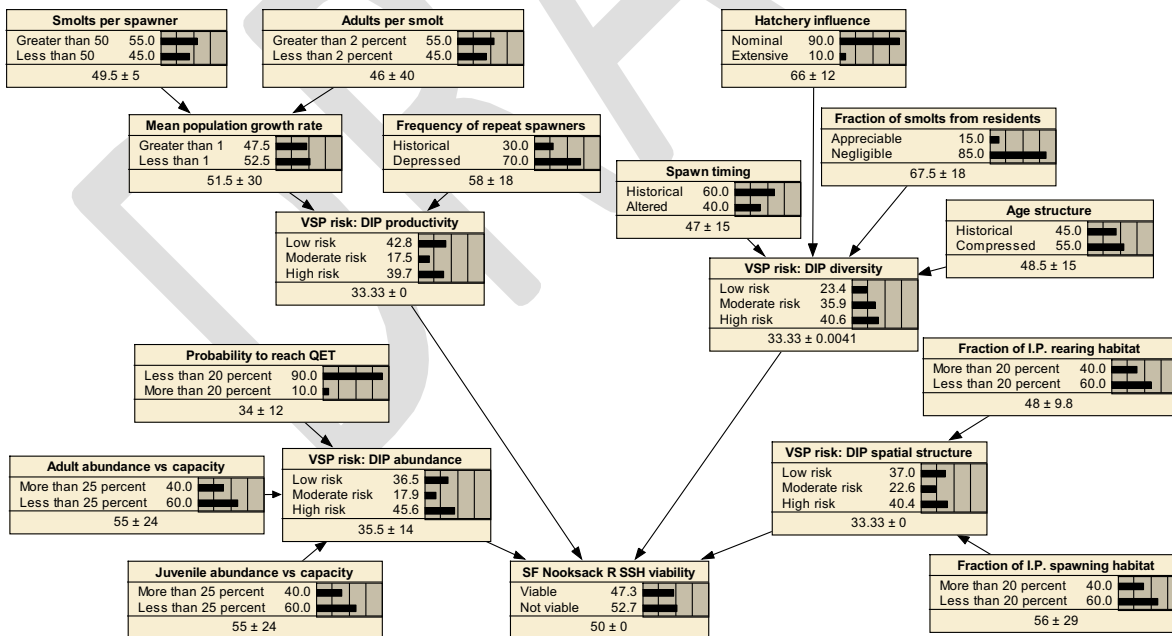 Smolts per spawner
Greater than 50 55.0
Less than 50 45.0
49.5 ± 5
Adults per smolt
Greater than 2 percent 55.0
Less than 2 percent 45.0
46 ± 40
Hatchery influence
Nominal 90.0
Extensive 10.0
66 ± 12
Mean population growth rate
Greater than 1 47.5
Less than 1 52.5
51.5 ± 30
Frequency of repeat spawners
Historical 30.0
Depressed 70.0
58 ± 18
Fraction of smolts from residents
Appreciable 15.0
Negligible 85.0
67.5 ± 18
Spawn timing
Historical 60.0
Altered 40.0
47 ± 15
Age structure
Historical 45.0
Compressed 55.0
48.5 ± 15
VSP risk: DIP productivity
Low risk 42.8
Moderate risk 17.5
High risk 39.7
33.33 ± 0
VSP risk: DIP diversity
Low risk 23.4
Moderate risk 35.9
High risk 40.6
33.33 ± 0.0041
Probability to reach QET
Less than 20 percent 90.0
More than 20 percent 10.0
34 ± 12
Fraction of I.P. rearing habitat
More than 20 percent 40.0
Less than 20 percent 60.0
48 ± 9.8
Adult abundance vs capacity
More than 25 percent 40.0
Less than 25 percent 60.0
55 ± 24
VSP risk: DIP abundance
Low risk 36.5
Moderate risk 17.9
High risk 45.6
35.5 ± 14
VSP risk: DIP spatial structure
Low risk 37.0
Moderate risk 22.6
High risk 40.4
33.33 ± 0
Juvenile abundance vs capacity
More than 25 percent 40.0
Less than 25 percent 60.0
55 ± 24
SF Nooksack R SSH viability
Viable 47.3
Not viable 52.7
50 ± 0
Fraction of I.P. spawning habitat
More than 20 percent 40.0
Less than 20 percent 60.0
56 ± 29